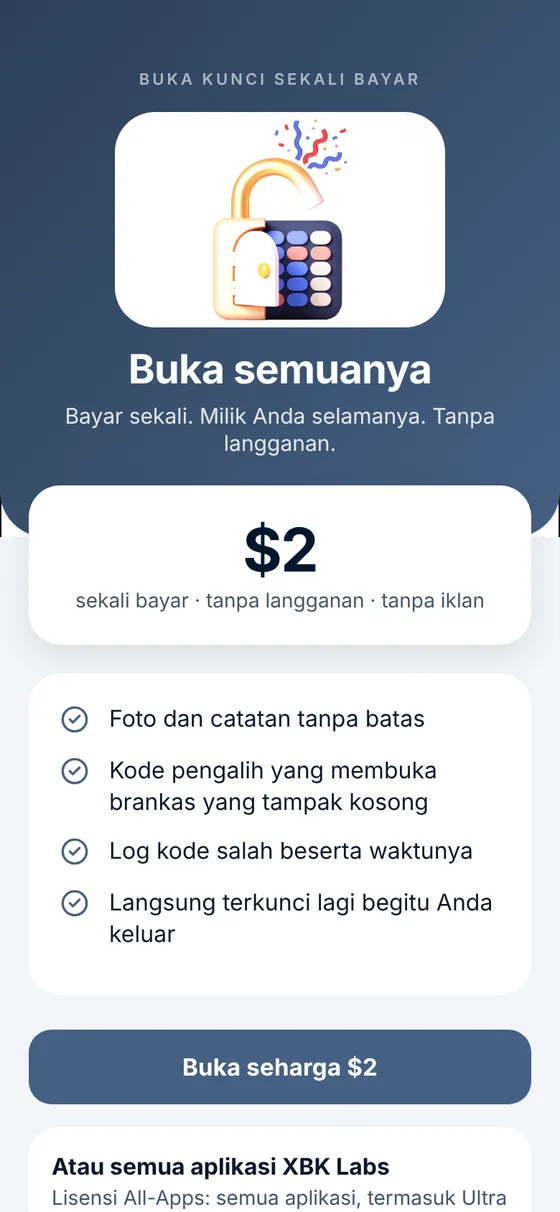 BUKA KUNCI SEKALI BAYAR
Buka semuanya
Bayar sekali. Milik Anda selamanya. Tanpa
langganan.
$2
sekali bayar · tanpa langganan · tanpa iklan
Foto dan catatan tanpa batas
Kode pengalih yang membuka
brankas yang tampak kosong
Log kode salah beserta waktunya
Langsung terkunci lagi begitu Anda
keluar
Buka seharga $2
Atau semua aplikasi XBK Labs
Lisensi All-Apps: semua aplikasi, termasuk Ultra